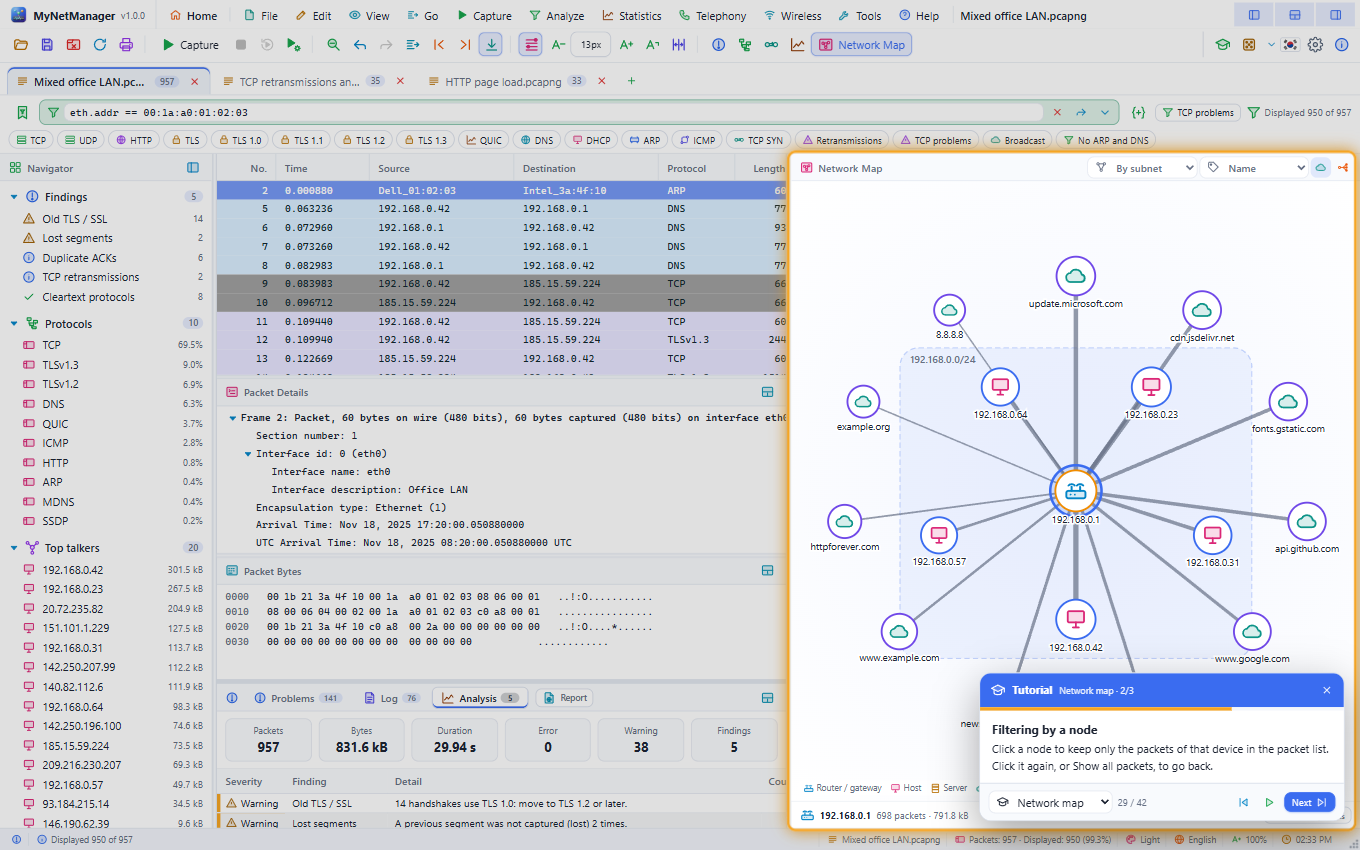 MyNetManager v1.0.0 Home File Edit View Go Capture Analyze Statistics Telephony Wireless Tools Help Mixed office LAN.pcapng
Capture A- 13px A+ Network Map
Mixed office LAN.pc... 957 TCP retransmissions an... 35 HTTP page load.pcapng 33
eth.addr == 00:1a:a0:01:02:03 TCP problems Displayed 950 of 957
TCP UDP HTTP TLS TLS 1.0 TLS 1.1 TLS 1.2 TLS 1.3 QUIC DNS DHCP ARP ICMP TCP SYN Retransmissions TCP problems Broadcast No ARP and DNS
Navigator
Findings 5
Old TLS / SSL 14
Lost segments 2
Duplicate ACKs 6
TCP retransmissions 2
Cleartext protocols 8
Protocols 10
TCP 69.5%
TLSv1.3 9.0%
TLSv1.2 6.9%
DNS 6.3%
QUIC 3.7%
ICMP 2.8%
HTTP 0.8%
ARP 0.4%
MDNS 0.4%
SSDP 0.2%
Top talkers 20
192.168.0.42 301.5 kB
192.168.0.23 267.5 kB
20.72.235.82 204.9 kB
151.101.1.229 127.5 kB
192.168.0.31 113.7 kB
142.250.207.99 112.2 kB
140.82.112.6 111.9 kB
192.168.0.64 98.3 kB
142.250.196.100 74.6 kB
185.15.59.224 73.5 kB
209.216.230.207 69.3 kB
192.168.0.57 49.7 kB
93.184.215.14 34.5 kB
146.190.62.39 9.6 kB
No. Time Source Destination Protocol Length
2 0.000880 Dell_01:02:03 Intel_3a:4f:10 ARP 60
5 0.063236 192.168.0.42 192.168.0.1 DNS 77
6 0.072960 192.168.0.1 192.168.0.42 DNS 93
7 0.073260 192.168.0.42 192.168.0.1 DNS 77
8 0.082983 192.168.0.1 192.168.0.42 DNS
9 0.083983 192.168.0.42 185.15.59.224 TCP 66
10 0.096712 185.15.59.224 192.168.0.42 TCP 66
11 0.109440 192.168.0.42 185.15.59.224 TCP 60
12 0.109940 192.168.0.42 185.15.59.224 TLSv1.3 244
13 0.122669 185.15.59.224 192.168.0.42 TCP 60
Packet Details
Frame 2: Packet, 60 bytes on wire (480 bits), 60 bytes captured (480 bits) on interface eth0
Section number: 1
Interface id: 0 (eth0)
Interface name: eth0
Interface description: Office LAN
Encapsulation type: Ethernet (1)
Arrival Time: Nov 18, 2025 17:20:00.050880000
UTC Arrival Time: Nov 18, 2025 08:20:00.050880000 UTC
Packet Bytes
0000 00 1b 21 3a 4f 10 00 1a a0 01 02 03 08 06 00 01 ..!:O...........
0010 08 00 06 04 00 02 00 1a a0 01 02 03 c0 a8 00 01 ................
0020 00 1b 21 3a 4f 10 c0 a8 00 2a 00 00 00 00 00 00 ..!:O....*......
0030 00 00 00 00 00 00 00 00 00 00 00 00 ............
Problems 141 Log 76 Analysis 5 Report
Packets Bytes Duration Error Warning Findings
957 831.6 kB 29.94 s 0 38 5
Severity Finding Detail Cou
Warning Old TLS / SSL 14 handshakes use TLS 1.0: move to TLS 1.2 or later.
Warning Lost segments A previous segment was not captured (lost) 2 times.
Network Map By subnet Name
update.microsoft.com
8.8.8.8
cdn.jsdelivr.net
192.168.0.0/24
192.168.0.64
192.168.0.23
example.org
fonts.gstatic.com
192.168.0.1
httpforever.com
api.github.com
192.168.0.57
192.168.0.31
192.168.0.42
www.example.com
www.google.com
new
Router / gateway Host Server
192.168.0.1 698 packets · 791.8 kB
Tutorial Network map · 2/3
Filtering by a node
Click a node to keep only the packets of that device in the packet list.
Click it again, or Show all packets, to go back.
Network map 29 / 42 Next
Displayed 950 of 957 Mixed office LAN.pcapng Packets: 957 · Displayed: 950 (99.3%) Light English 100% 02:33 PM